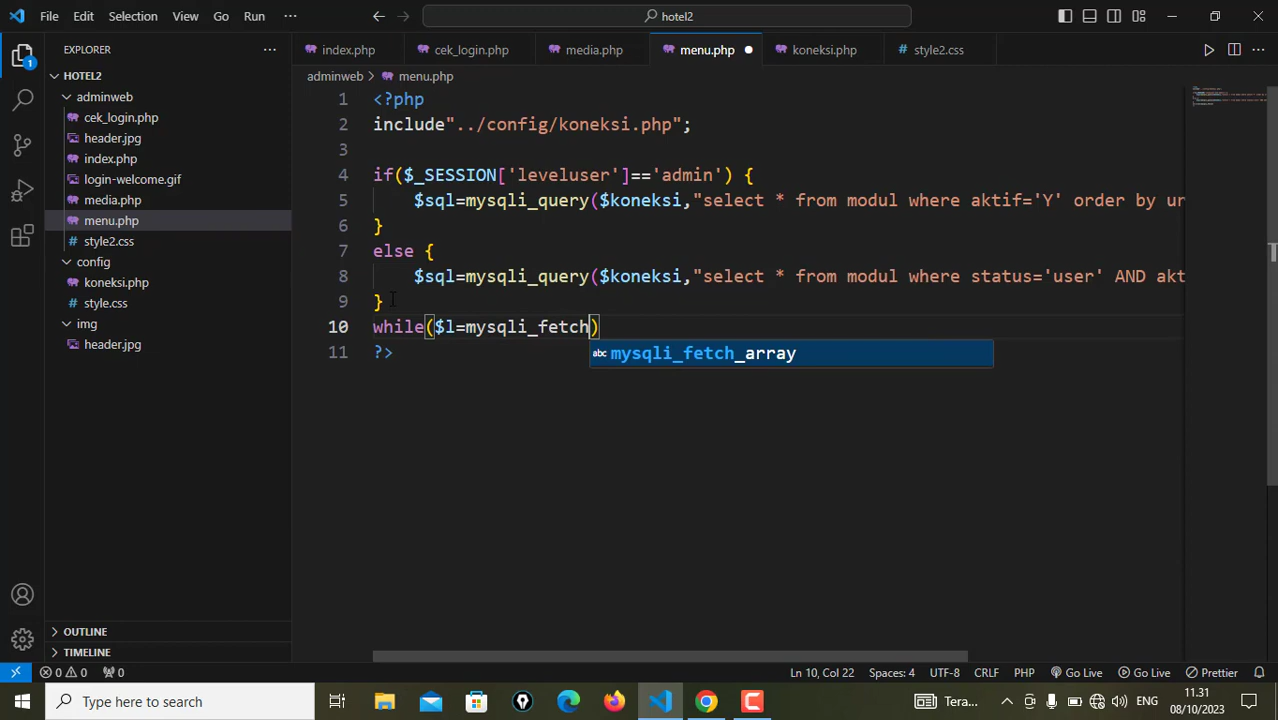 File Edit Selection View Go Run ··· hotel2
EXPLORER ··· index.php cek_login.php media.php menu.php koneksi.php style2.css ···
HOTEL2
adminweb
cek_login.php
header.jpg
index.php
login-welcome.gif
media.php
menu.php
style2.css
config
koneksi.php
style.css
img
header.jpg
OUTLINE
TIMELINE
1
adminweb > menu.php
1 <?php
2 include"../config/koneksi.php";
3
4 if($_SESSION['leveluser']=='admin') {
5 $sql=mysqli_query($koneksi,"select * from modul where aktif='Y' order by ur
6 }
7 else {
8 $sql=mysqli_query($koneksi,"select * from modul where status='user' AND akt
9 }
10 while($l=mysqli_fetch)
abc mysqli_fetch_array
11 ?>
0 0 0 Ln 10, Col 22 Spaces: 4 UTF-8 CRLF PHP Go Live Go Live Prettier
Type here to search Tera... ENG 11.31
08/10/2023